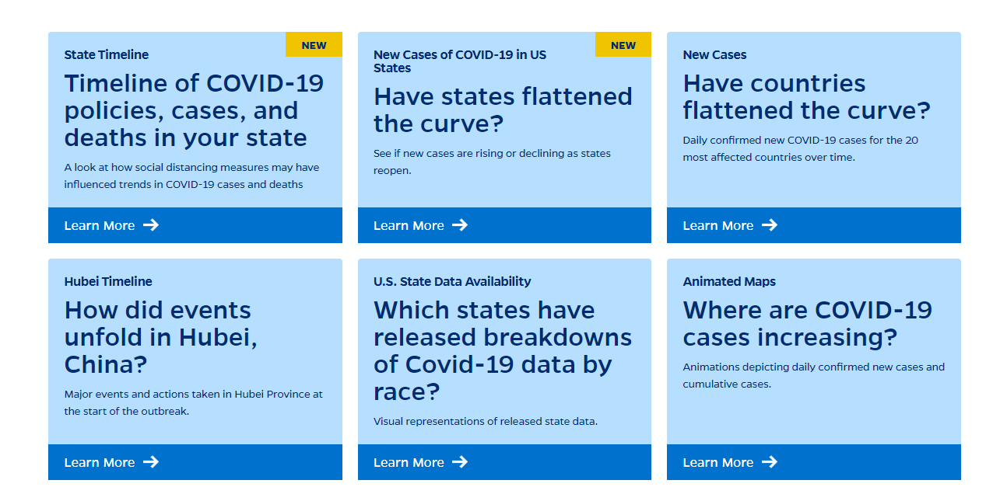 NEW
State Timeline
Timeline of COVID-19
policies, cases, and
deaths in your state
A look at how social distancing measures may have
influenced trends in COVID-19 cases and deaths
Learn More
NEW
New Cases of COVID-19 in US
States
Have states flattened
the curve?
See if new cases are rising or declining as states
reopen.
Learn More
New Cases
Have countries
flattened the curve?
Daily confirmed new COVID-19 cases for the 20
most affected countries over time.
Learn More
Hubei Timeline
How did events
unfold in Hubei,
China?
Major events and actions taken in Hubei Province at
the start of the outbreak.
Learn More
U.S. State Data Availability
Which states have
released breakdowns
of Covid-19 data by
race?
Visual representations of released state data.
Learn More
Animated Maps
Where are COVID-19
cases increasing?
Animations depicting daily confirmed new cases and
cumulative cases.
Learn More